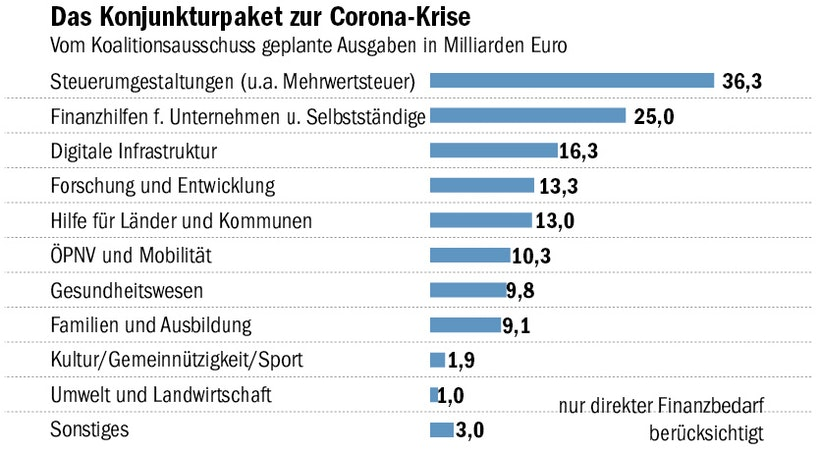 Das Konjunkturpaket zur Corona-Krise
Vom Koalitionsausschuss geplante Ausgaben in Milliarden Euro
Steuerumgestaltungen (u.a. Mehrwertsteuer) 36,3
Finanzhilfen f. Unternehmen u. Selbstständige 25,0
Digitale Infrastruktur 16,3
Forschung und Entwicklung 13,3
Hilfe für Länder und Kommunen 13,0
ÖPNV und Mobilität 10,3
Gesundheitswesen 9,8
Familien und Ausbildung 9,1
Kultur/Gemeinnützigkeit/Sport 1,9
Umwelt und Landwirtschaft 1,0
Sonstiges 3,0
nur direkter Finanzbedarf
berücksichtigt